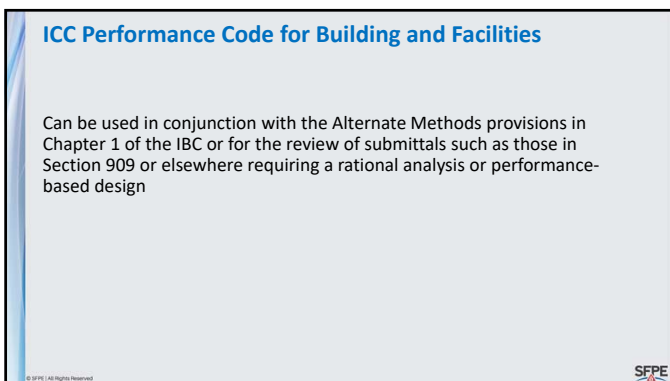 ICC Performance Code for Building and Facilities
Can be used in conjunction with the Alternate Methods provisions in
Chapter 1 of the IBC or for the review of submittals such as those in
Section 909 or elsewhere requiring a rational analysis or performance-
based design
© SFPE | All Rights Reserved
SFPE